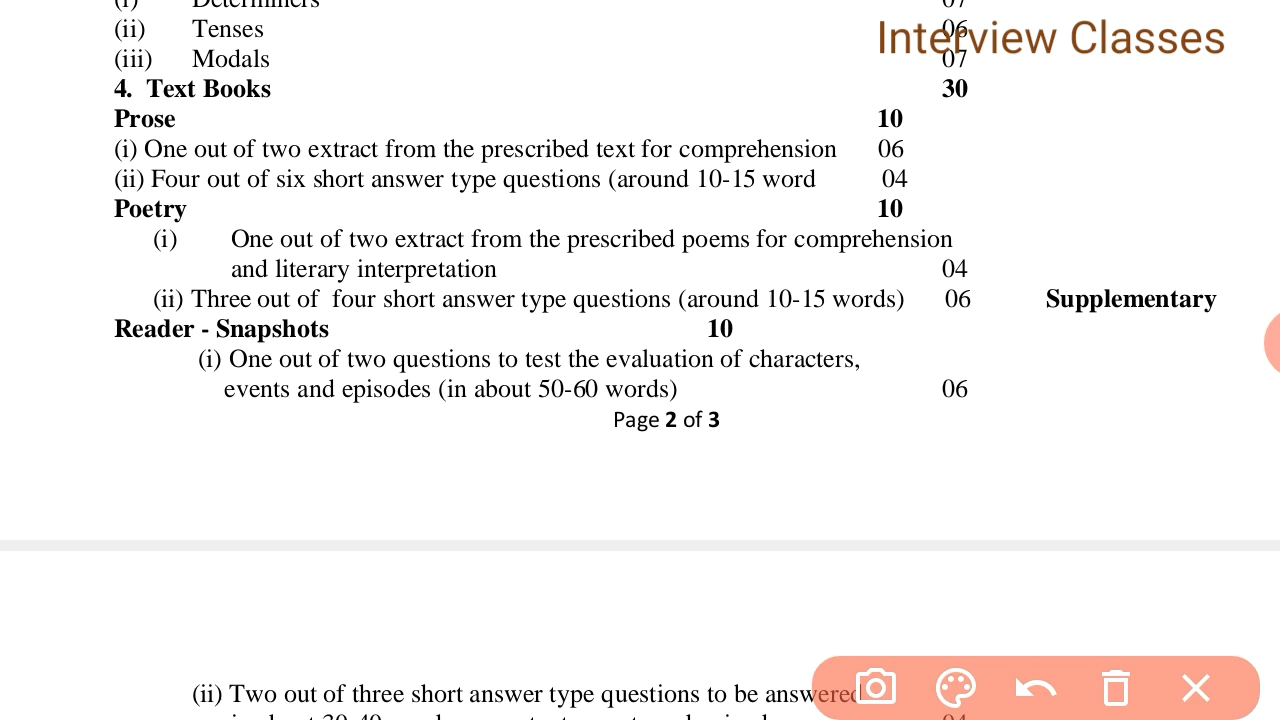 (i) Determiners 07
(ii) Tenses 06
Interview Classes
(iii) Modals 07
4. Text Books 30
Prose 10
(i) One out of two extract from the prescribed text for comprehension 06
(ii) Four out of six short answer type questions (around 10-15 word 04
Poetry 10
(i) One out of two extract from the prescribed poems for comprehension
and literary interpretation 04
(ii) Three out of four short answer type questions (around 10-15 words) 06 Supplementary
Reader - Snapshots 10
(i) One out of two questions to test the evaluation of characters,
events and episodes (in about 50-60 words) 06
Page 2 of 3
(ii) Two out of three short answer type questions to be answered